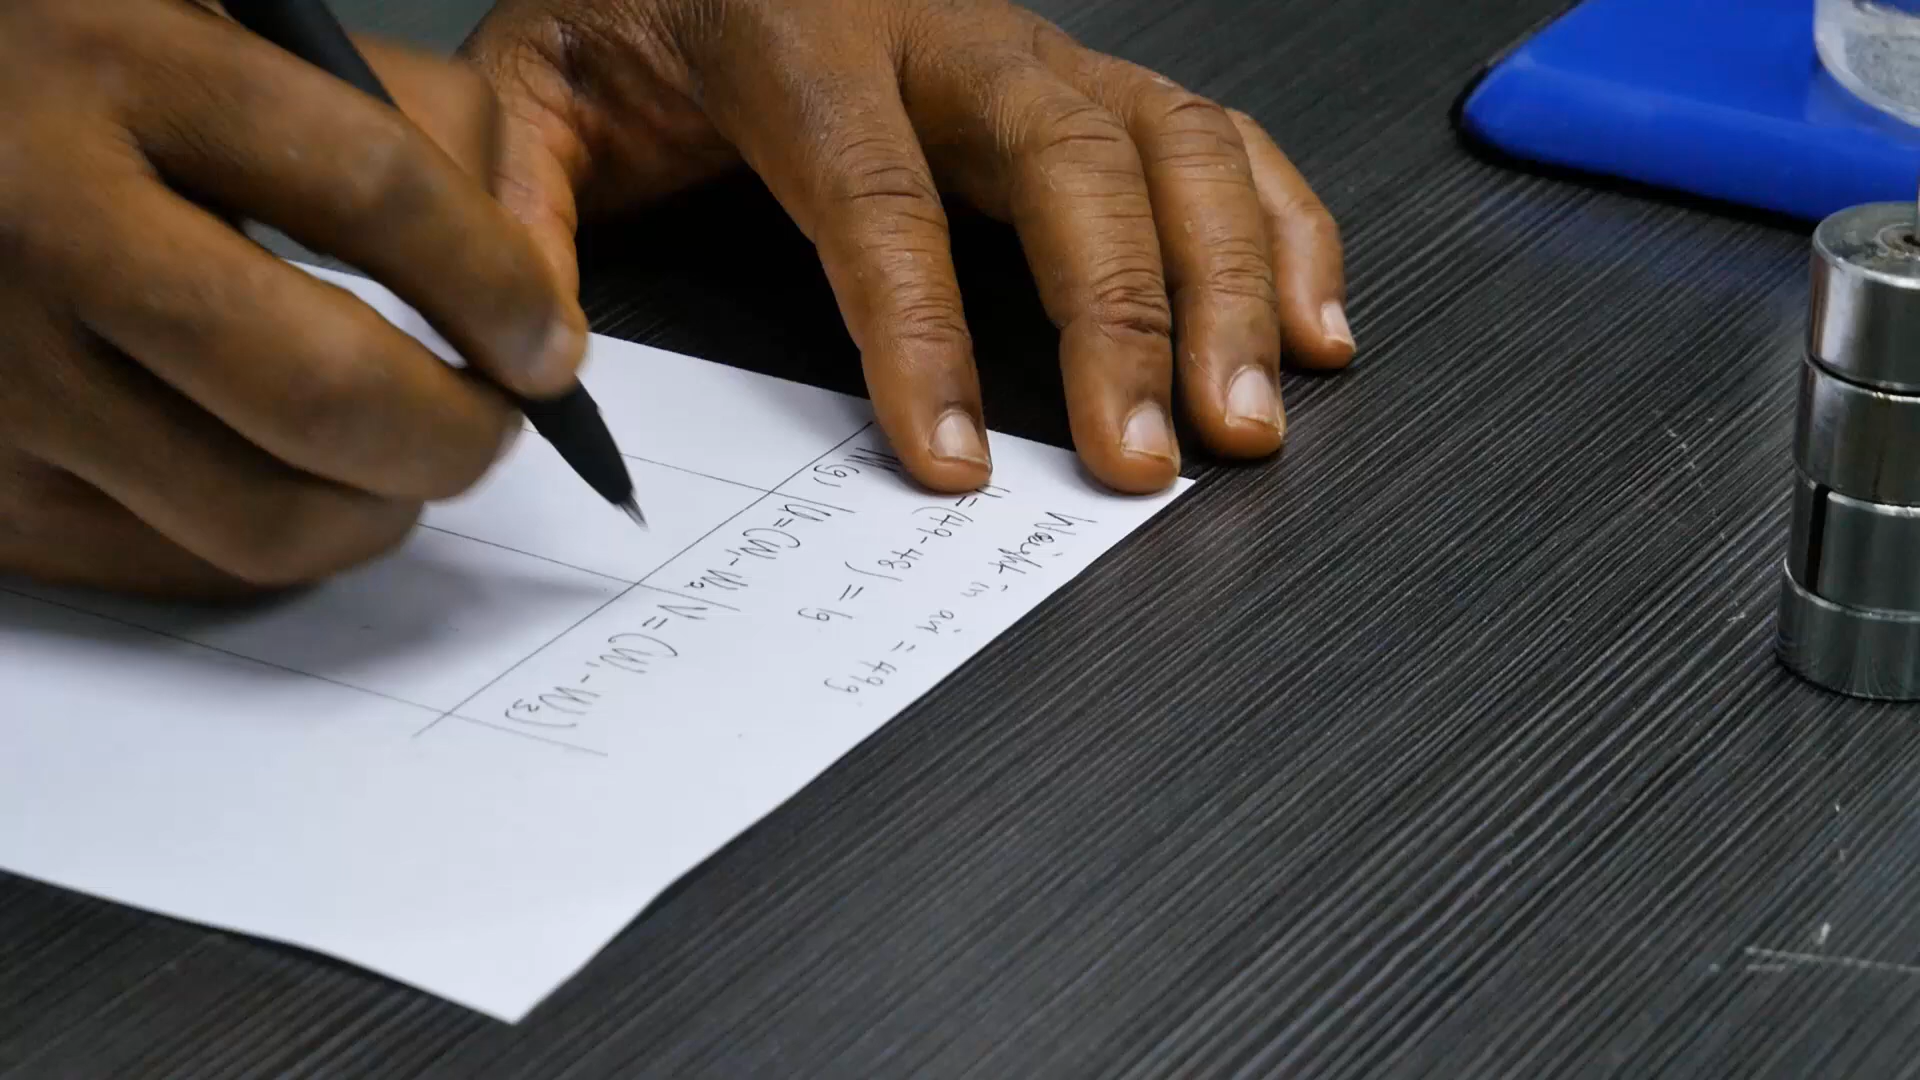 Weight in air = 49g
U=(49-48) = 1g
M(g) | U=(W₁-W₂) V=(W₁-W₃) |